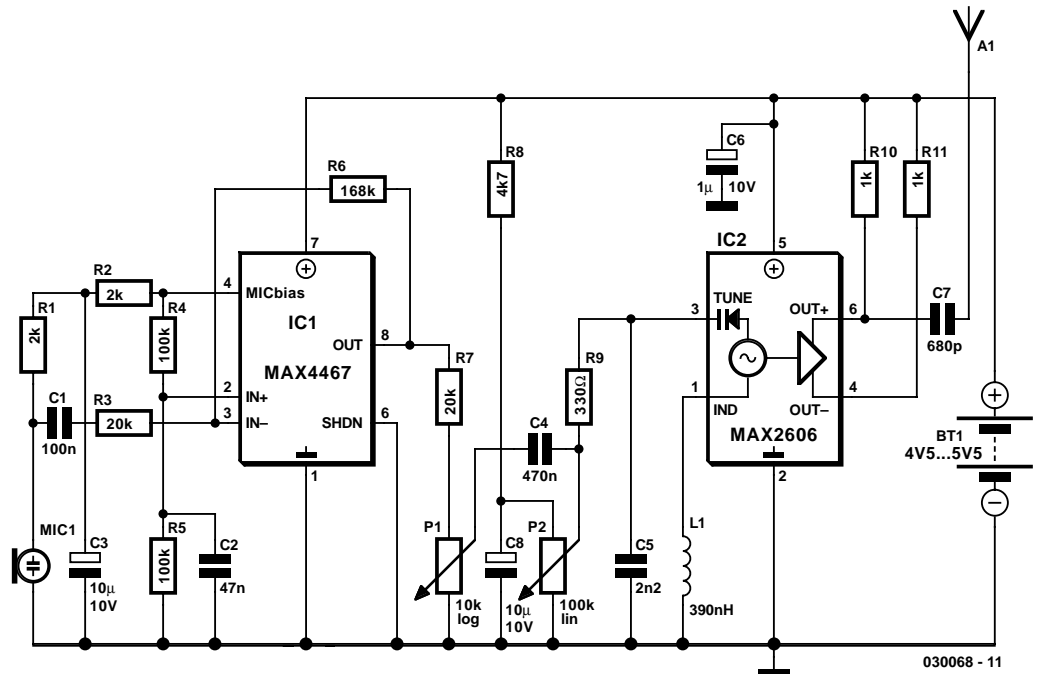 A1
R6
168k
R8
4k7
C6
1μ 10V
R10
1k
R11
1k
R1
2k
R2
2k
R4
100k
C1
100n
R3
20k
7
4
MICbias
IC1
OUT
8
MAX4467
2
IN+
3
IN–
SHDN
6
1
R7
20k
C4
470n
R9
330Ω
IC2
5
3
TUNE
OUT+
6
1
IND
OUT–
4
MAX2606
2
C7
680p
BT1
4V5...5V5
MIC1
C3
10μ
10V
R5
100k
C2
47n
P1
10k
log
C8
10μ
10V
P2
100k
lin
C5
2n2
L1
390nH
030068 - 11